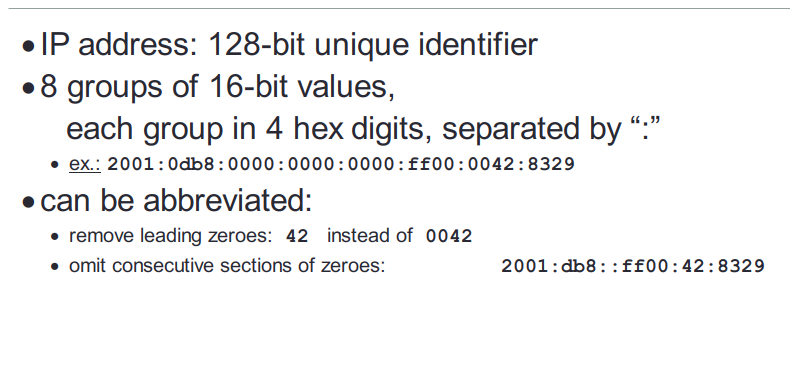 • IP address: 128-bit unique identifier
• 8 groups of 16-bit values,
each group in 4 hex digits, separated by “:”
• ex.: 2001:0db8:0000:0000:0000:ff00:0042:8329
• can be abbreviated:
• remove leading zeroes: 42 instead of 0042
• omit consecutive sections of zeroes: 2001:db8::ff00:42:8329